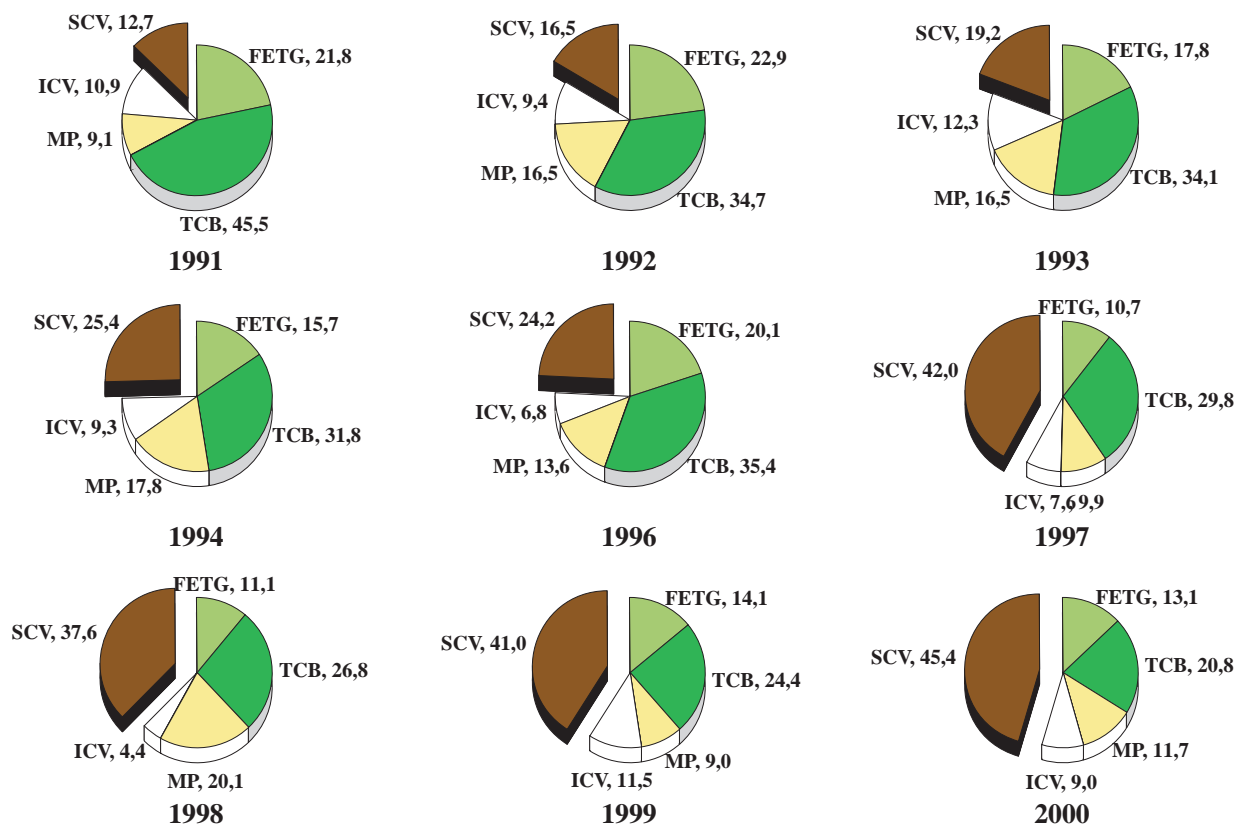 SCV, 12,7
FETG, 21,8
ICV, 10,9
MP, 9,1
TCB, 45,5
1991
SCV, 16,5
FETG, 22,9
ICV, 9,4
MP, 16,5
TCB, 34,7
1992
SCV, 19,2
FETG, 17,8
ICV, 12,3
MP, 16,5
TCB, 34,1
1993
SCV, 25,4
FETG, 15,7
ICV, 9,3
TCB, 31,8
MP, 17,8
1994
SCV, 24,2
FETG, 20,1
ICV, 6,8
MP, 13,6
TCB, 35,4
1996
FETG, 10,7
SCV, 42,0
TCB, 29,8
ICV, 7,6
9,9
1997
FETG, 11,1
SCV, 37,6
TCB, 26,8
ICV, 4,4
MP, 20,1
1998
FETG, 14,1
SCV, 41,0
TCB, 24,4
MP, 9,0
ICV, 11,5
1999
FETG, 13,1
SCV, 45,4
TCB, 20,8
MP, 11,7
ICV, 9,0
2000